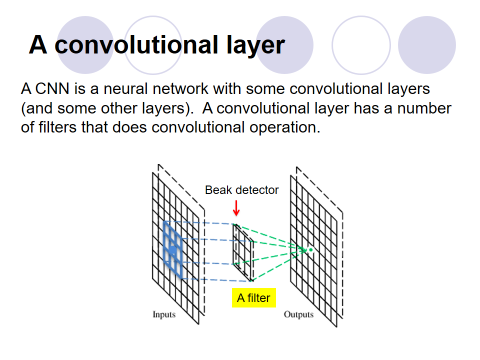 A convolutional layer
A CNN is a neural network with some convolutional layers
(and some other layers).  A convolutional layer has a number
of filters that does convolutional operation.
Beak detector
A filter
Inputs
Outputs